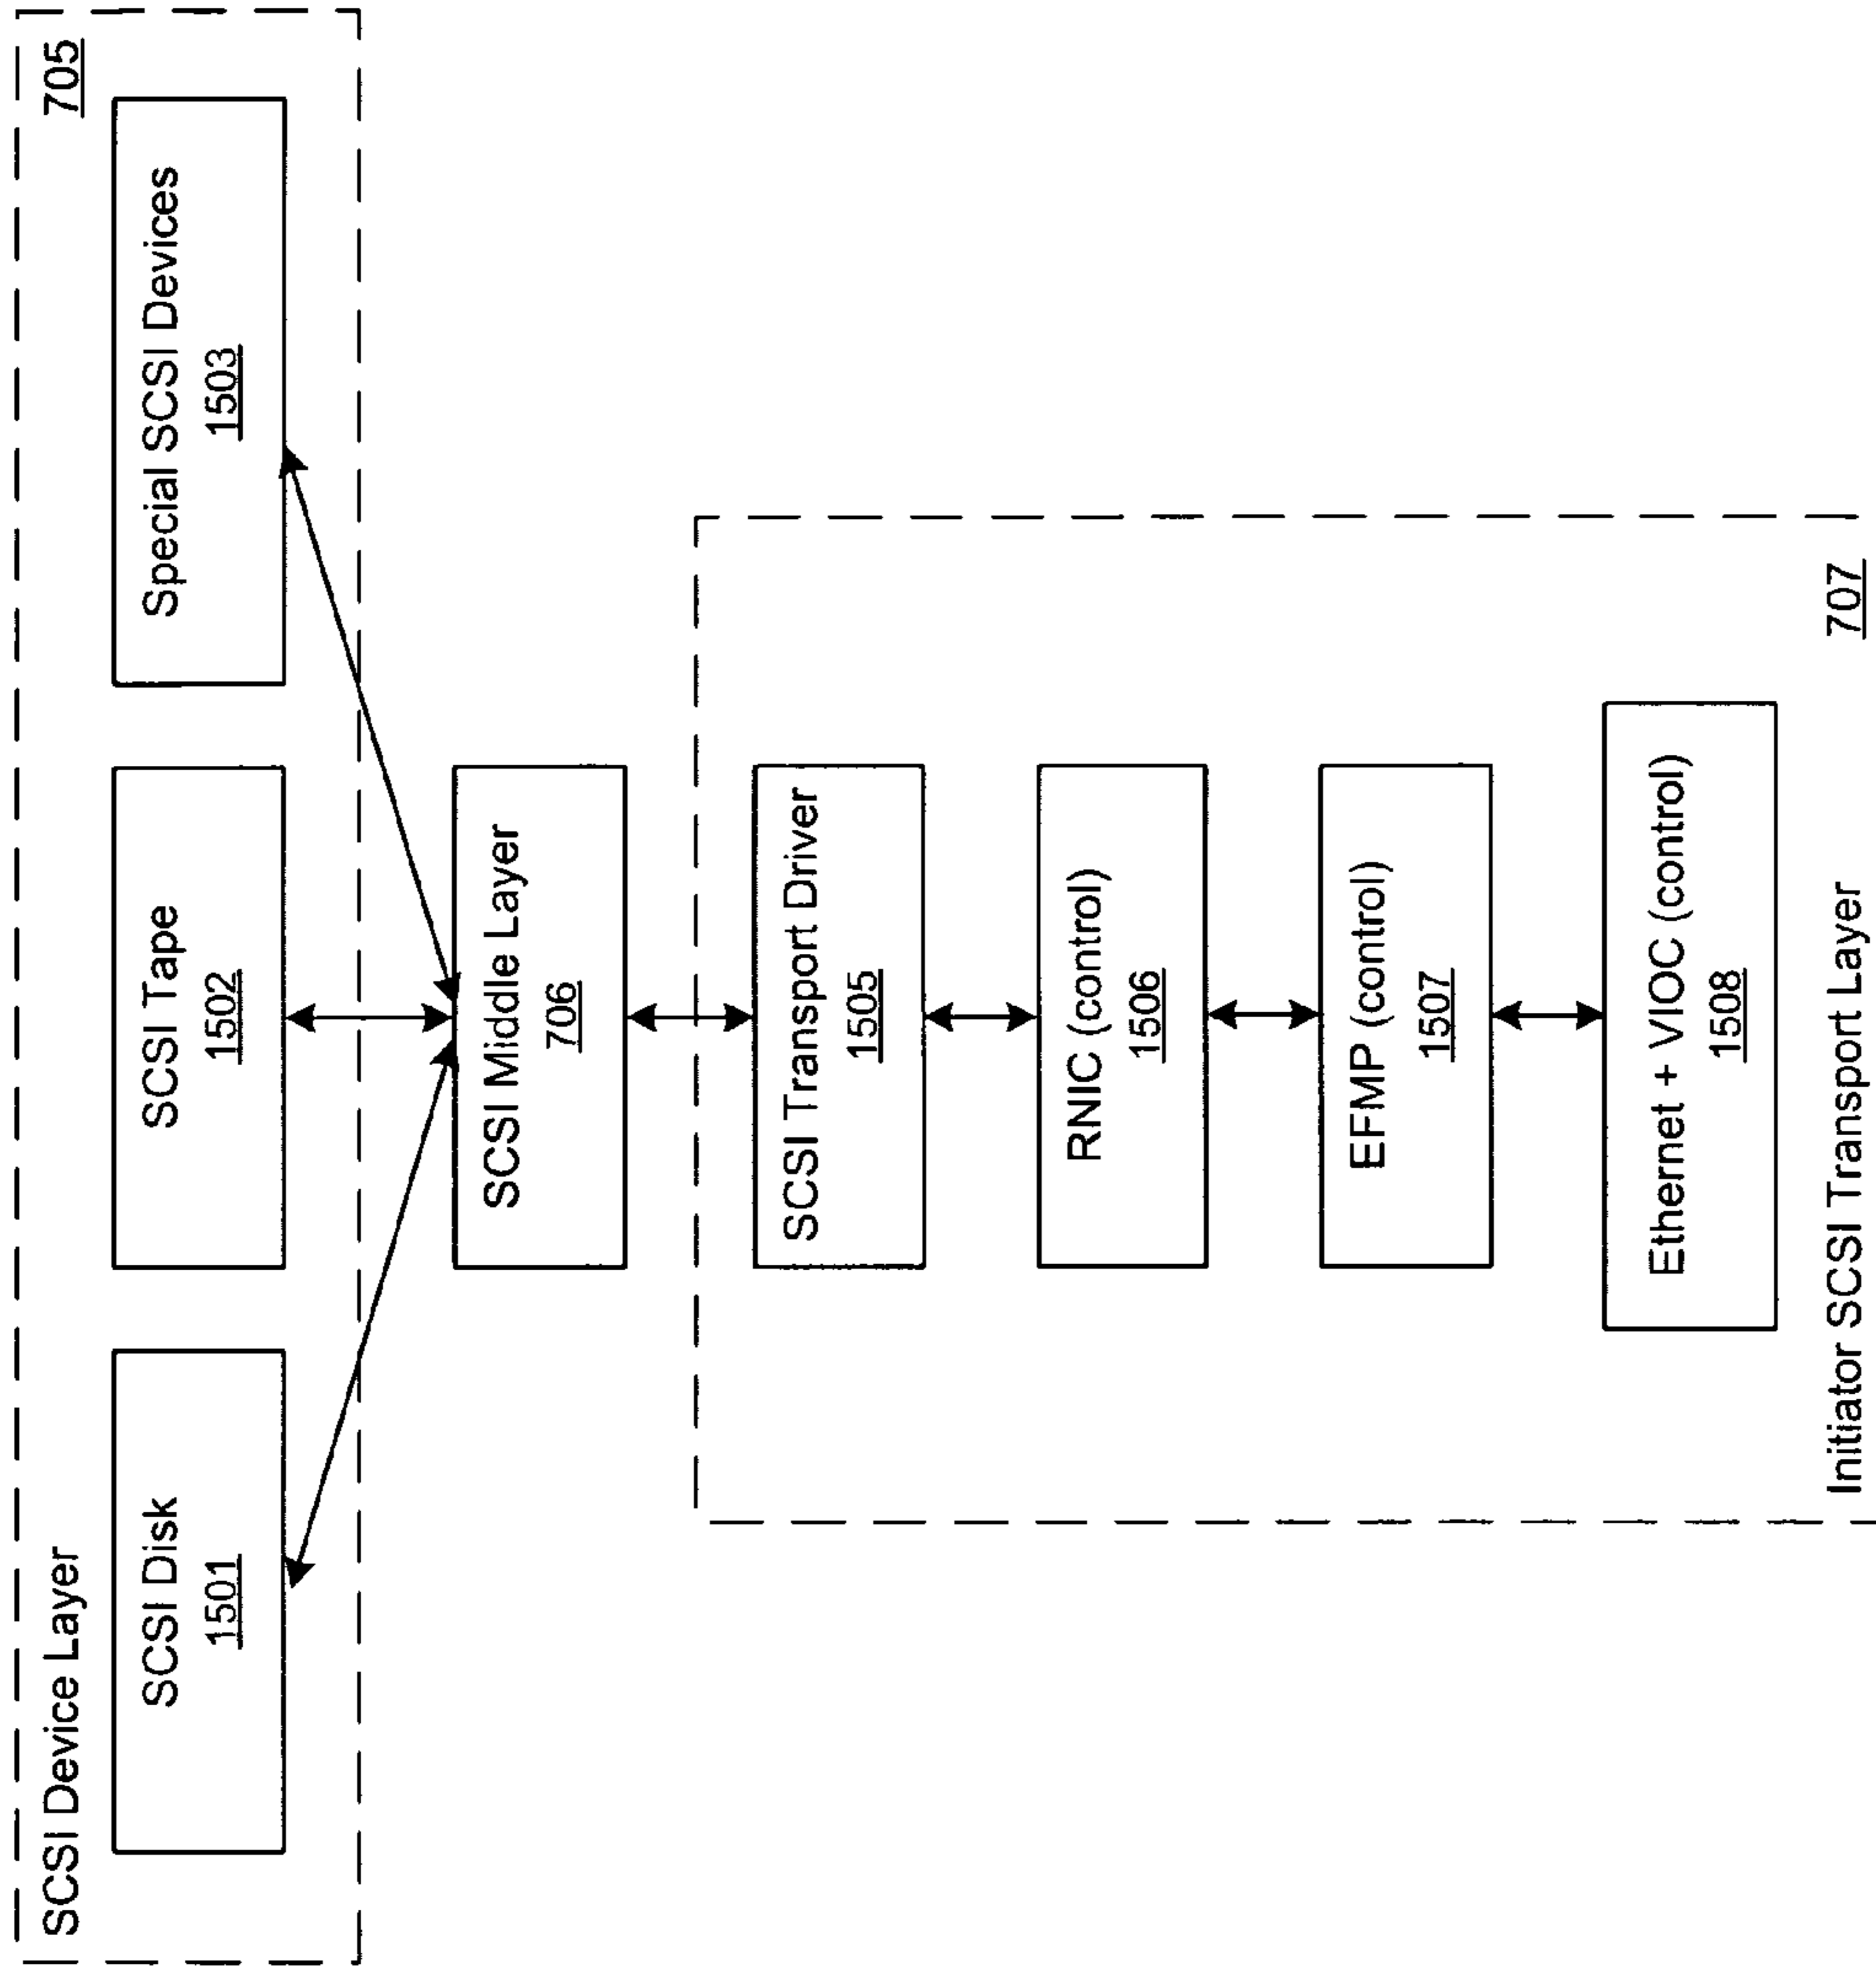 SCSI Device Layer
705
SCSI Disk
1501
SCSI Tape
1502
Special SCSI Devices
1503
SCSI Middle Layer
706
SCSI Transport Driver
1505
RNIC (control)
1506
EFMP (control)
1507
Ethernet + VIOC (control)
1508
Initiator SCSI Transport Layer
707